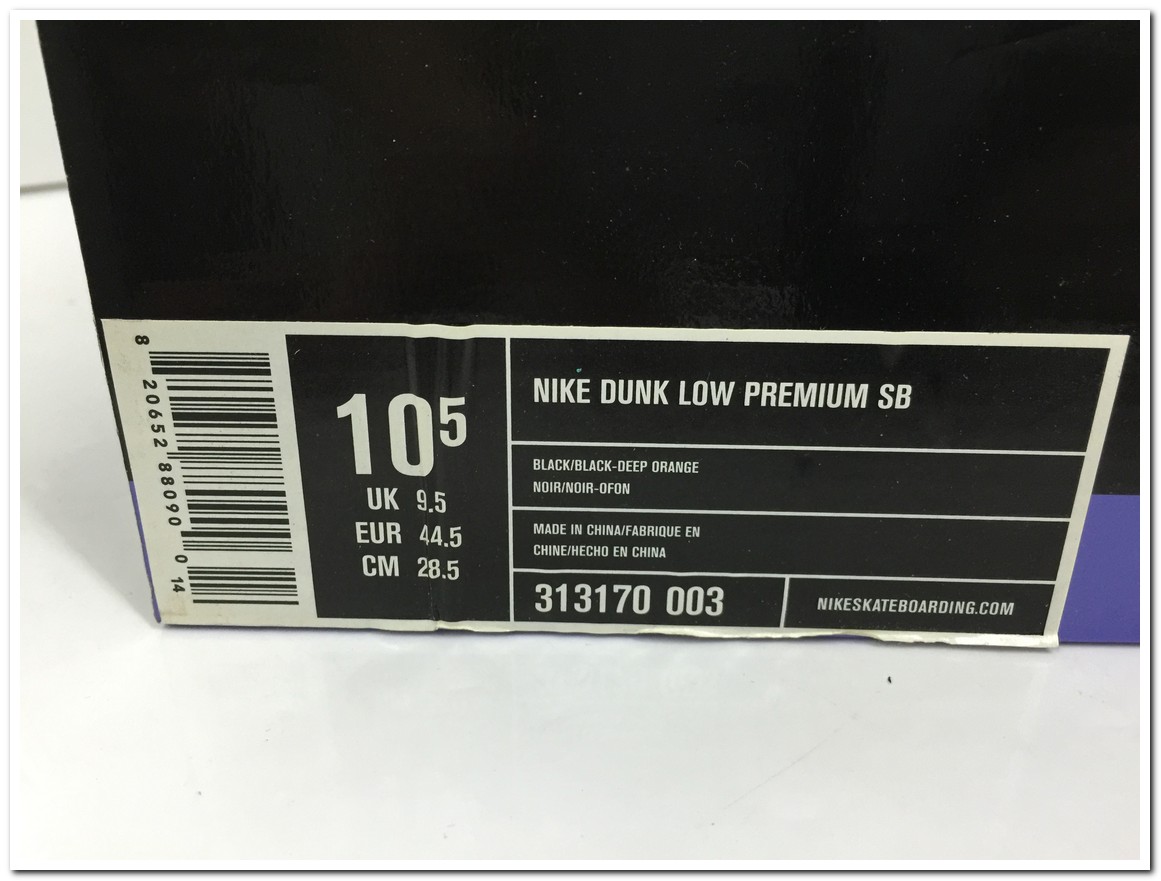 8 20652 88090 0 14
10 5
UK 9.5
EUR 44.5
CM 28.5
NIKE DUNK LOW PREMIUM SB
BLACK/BLACK-DEEP ORANGE
NOIR/NOIR-OFON
MADE IN CHINA/FABRIQUE EN
CHINE/HECHO EN CHINA
313170 003
NIKESKATEBOARDING.COM